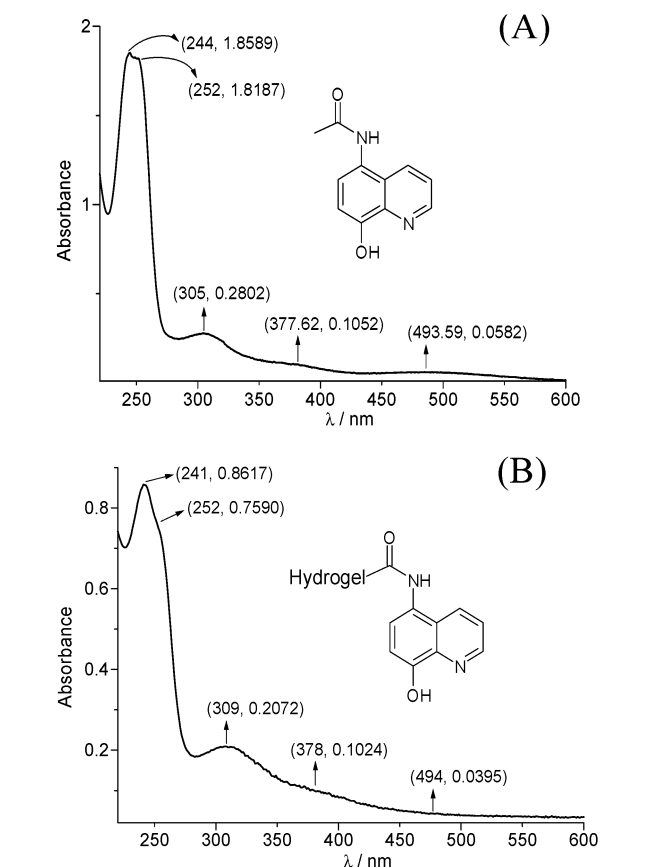 (A)
2
(244, 1.8589)
(252, 1.8187)
O
NH
N
OH
Absorbance
1
(305, 0.2802)
(377.62, 0.1052)
(493.59, 0.0582)
250 300 350 400 450 500 550 600
λ / nm
(B)
(241, 0.8617)
(252, 0.7590)
0.8
O
Hydrogel
NH
0.6
N
OH
Absorbance
0.4
(309, 0.2072)
(378, 0.1024)
(494, 0.0395)
0.2
250 300 350 400 450 500 550 600
λ / nm